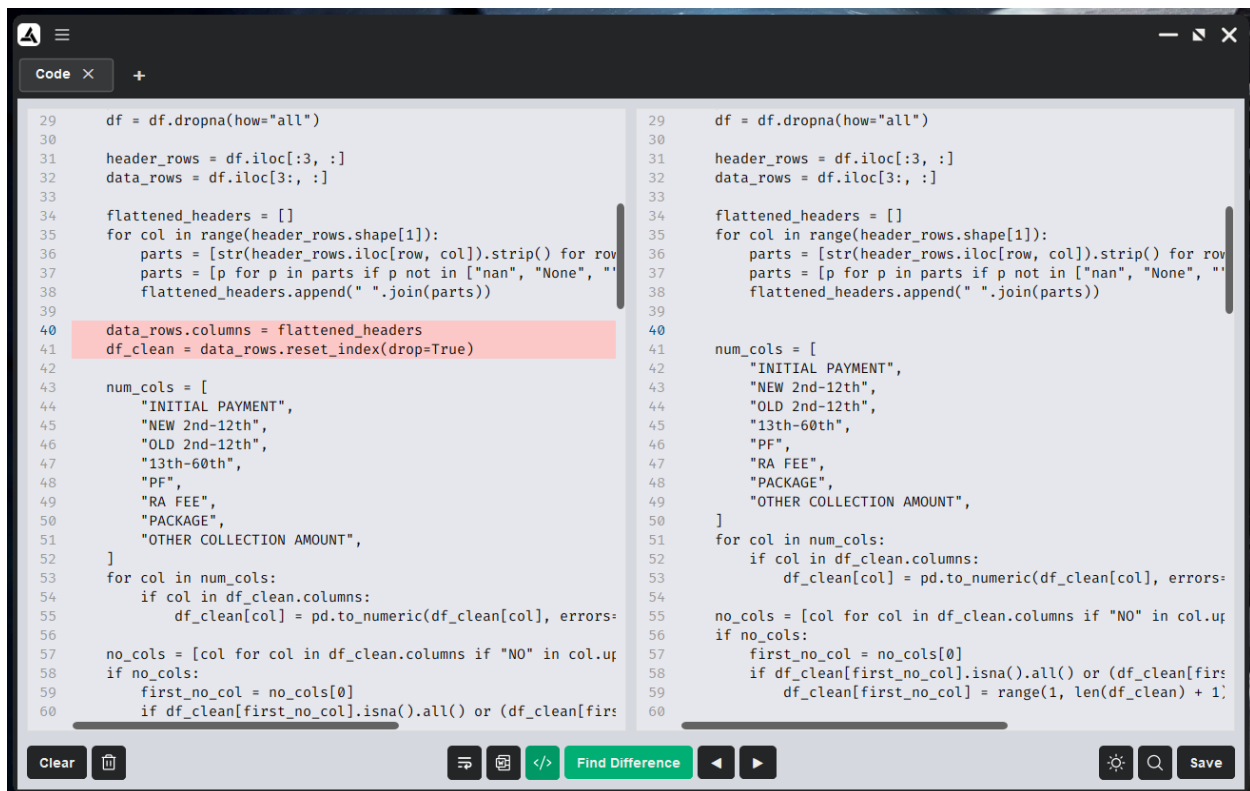 Code ×
+
29 df = df.dropna(how="all")
30
31 header_rows = df.iloc[:3, :]
32 data_rows = df.iloc[3:, :]
33
34 flattened_headers = []
35 for col in range(header_rows.shape[1]):
36 parts = [str(header_rows.iloc[row, col]).strip() for row
37 parts = [p for p in parts if p not in ["nan", "None", "'
38 flattened_headers.append(" ".join(parts))
39
40 data_rows.columns = flattened_headers
41 df_clean = data_rows.reset_index(drop=True)
42
43 num_cols = [
44 "INITIAL PAYMENT",
45 "NEW 2nd-12th",
46 "OLD 2nd-12th",
47 "13th-60th",
48 "PF",
49 "RA FEE",
50 "PACKAGE",
51 "OTHER COLLECTION AMOUNT",
52 ]
53 for col in num_cols:
54 if col in df_clean.columns:
55 df_clean[col] = pd.to_numeric(df_clean[col], errors=
56
57 no_cols = [col for col in df_clean.columns if "NO" in col.up
58 if no_cols:
59 first_no_col = no_cols[0]
60 if df_clean[first_no_col].isna().all() or (df_clean[firs
29 df = df.dropna(how="all")
30
31 header_rows = df.iloc[:3, :]
32 data_rows = df.iloc[3:, :]
33
34 flattened_headers = []
35 for col in range(header_rows.shape[1]):
36 parts = [str(header_rows.iloc[row, col]).strip() for row
37 parts = [p for p in parts if p not in ["nan", "None", "'
38 flattened_headers.append(" ".join(parts))
39
40
41 num_cols = [
42 "INITIAL PAYMENT",
43 "NEW 2nd-12th",
44 "OLD 2nd-12th",
45 "13th-60th",
46 "PF",
47 "RA FEE",
48 "PACKAGE",
49 "OTHER COLLECTION AMOUNT",
50 ]
51 for col in num_cols:
52 if col in df_clean.columns:
53 df_clean[col] = pd.to_numeric(df_clean[col], errors=
54
55 no_cols = [col for col in df_clean.columns if "NO" in col.up
56 if no_cols:
57 first_no_col = no_cols[0]
58 if df_clean[first_no_col].isna().all() or (df_clean[firs
59 df_clean[first_no_col] = range(1, len(df_clean) + 1)
60
Clear </> Find Difference Save